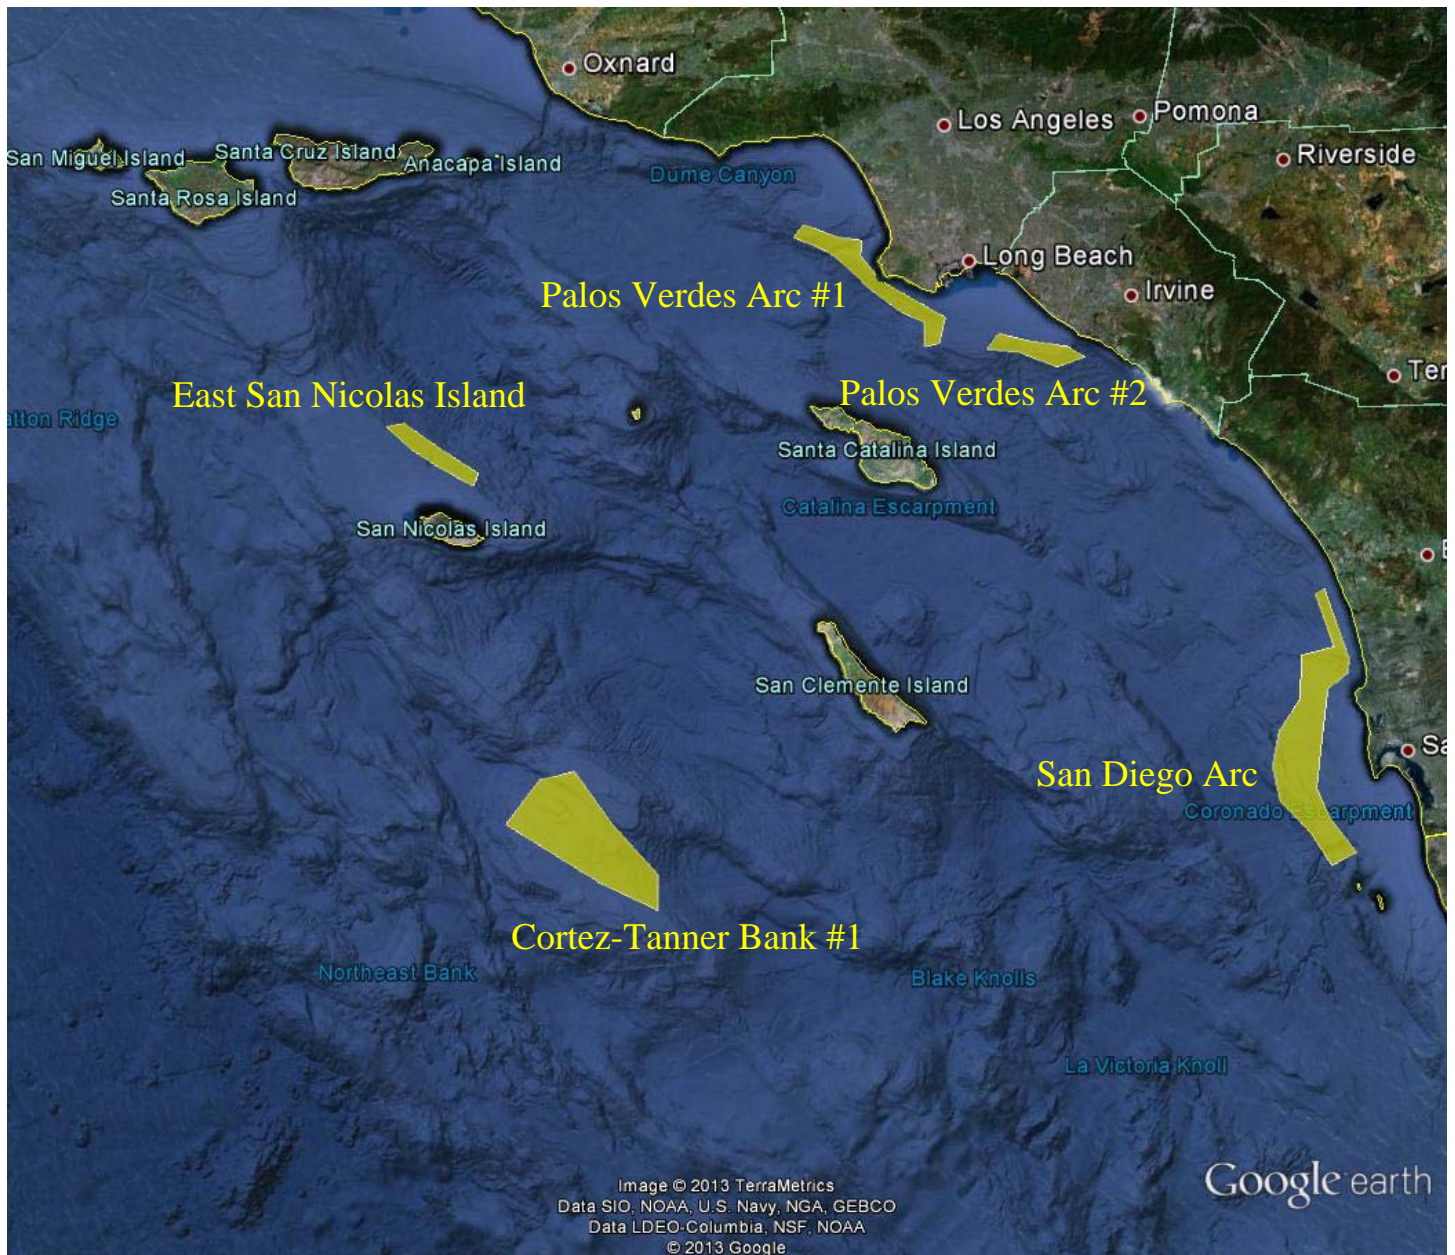 Oxnard
Los Angeles
Pomona
Riverside
San Miguel Island
Santa Cruz Island
Anacapa Island
Santa Rosa Island
Dume Canyon
Long Beach
Irvine
Palos Verdes Arc #1
East San Nicolas Island
Palos Verdes Arc #2
Ter
atton Ridge
Santa Catalina Island
Catalina Escarpment
San Nicolas Island
E
San Clemente Island
San Diego Arc
Sa
Coronado Escarpment
Cortez-Tanner Bank #1
Northeast Bank
Blake Knolls
La Victoria Knoll
Google earth
Image © 2013 TerraMetrics
Data SIO, NOAA, U.S. Navy, NGA, GEBCO
Data LDEO-Columbia, NSF, NOAA
© 2013 Google